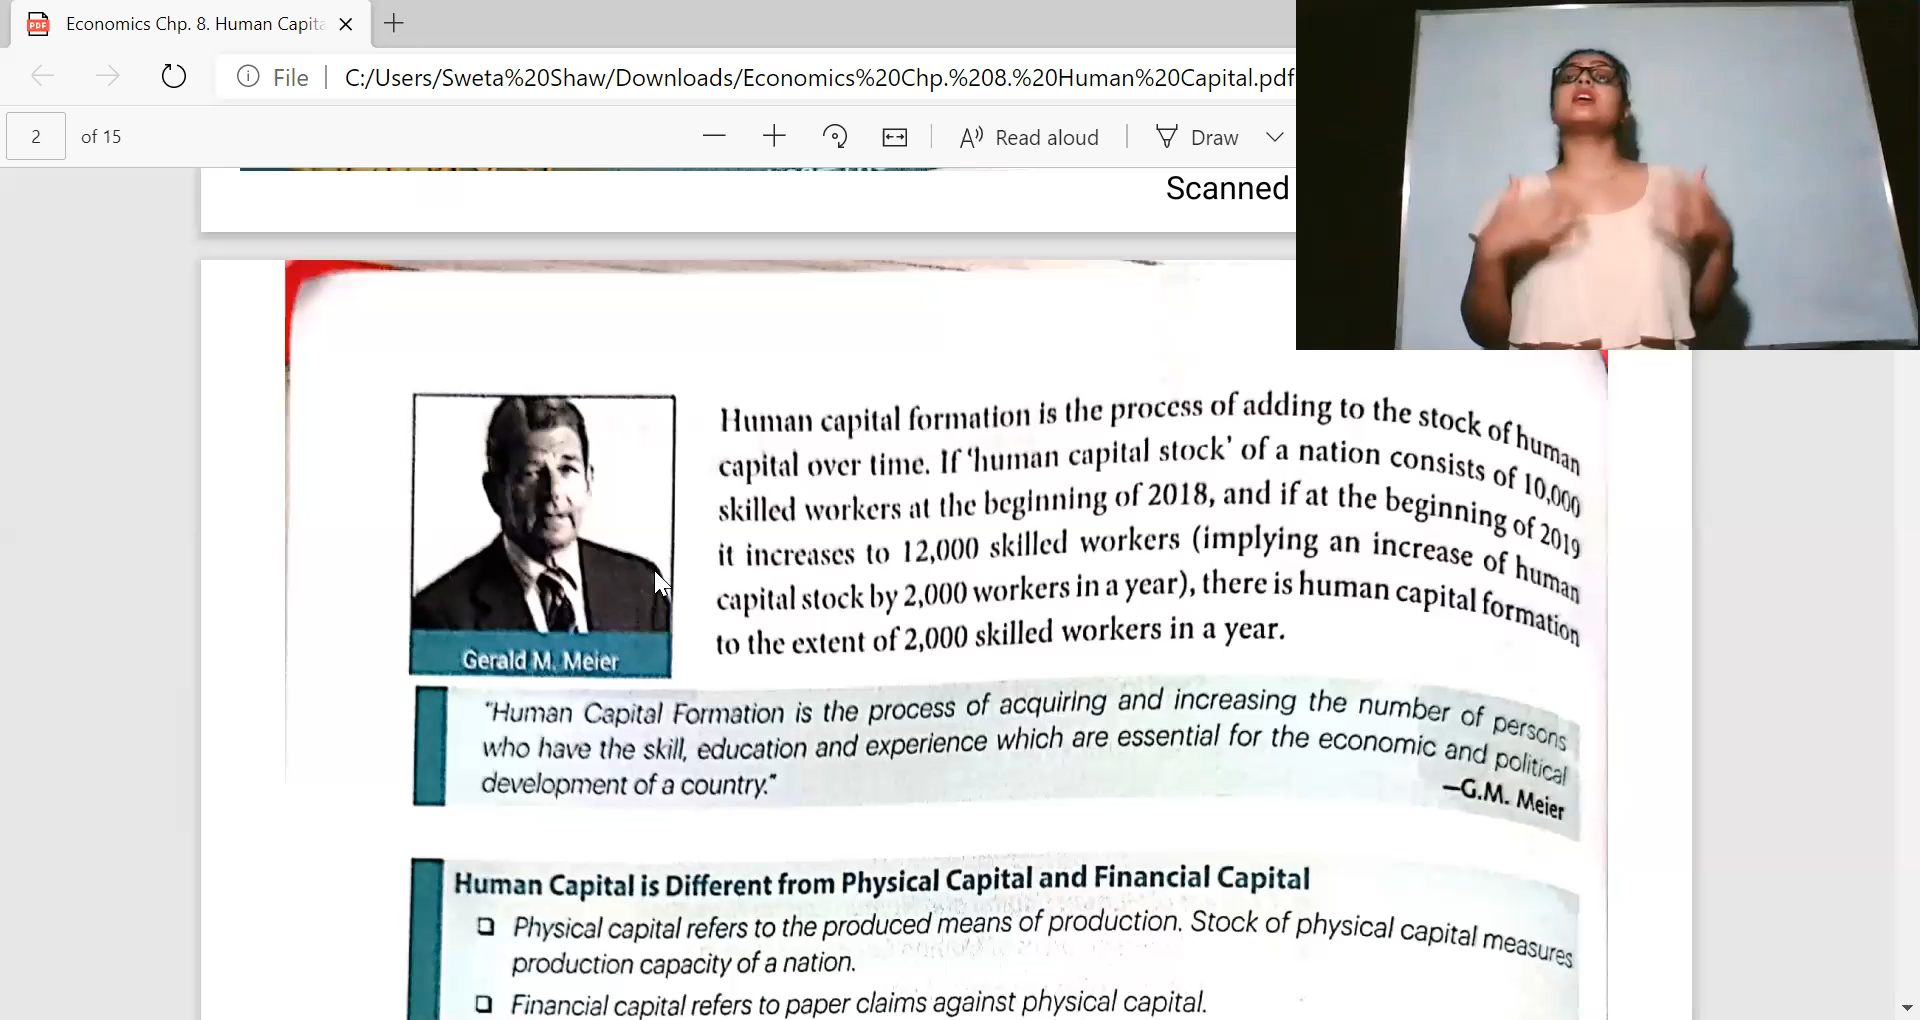 Economics Chp. 8. Human Capita
File
C:/Users/Sweta%20Shaw/Downloads/Economics%20Chp.%208.%20Human%20Capital.pdf
2 of 15
Read aloud
Draw
Scanned
Human capital formation is the process of adding to the stock of human
capital over time. If 'human capital stock' of a nation consists of 10,000
skilled workers at the beginning of 2018, and if at the beginning of 2019
it increases to 12,000 skilled workers (implying an increase of human
capital stock by 2,000 workers in a year), there is human capital formation
to the extent of 2,000 skilled workers in a year.
Gerald M. Meier
"Human Capital Formation is the process of acquiring and increasing the number of persons
who have the skill, education and experience which are essential for the economic and political
development of a country."
—G.M. Meier
Human Capital is Different from Physical Capital and Financial Capital
❑ Physical capital refers to the produced means of production. Stock of physical capital measures
production capacity of a nation.
❑ Financial capital refers to paper claims against physical capital.